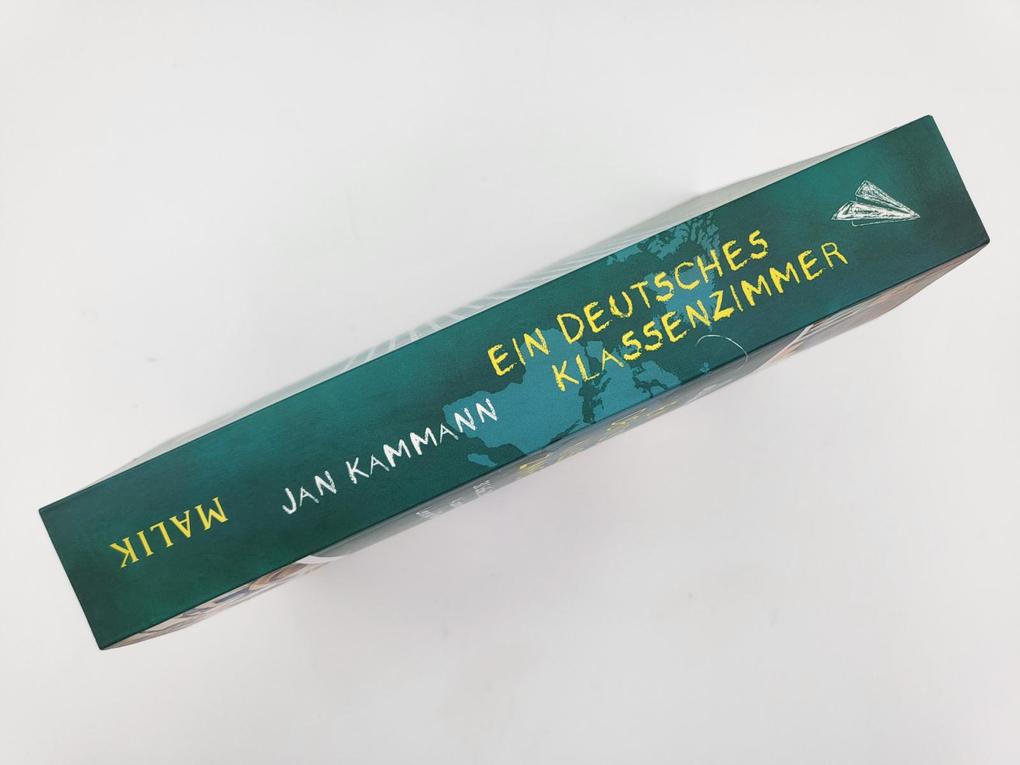 MALIK
JAN KAMMANN
EIN DEUTSCHES
KLASSENZIMMER